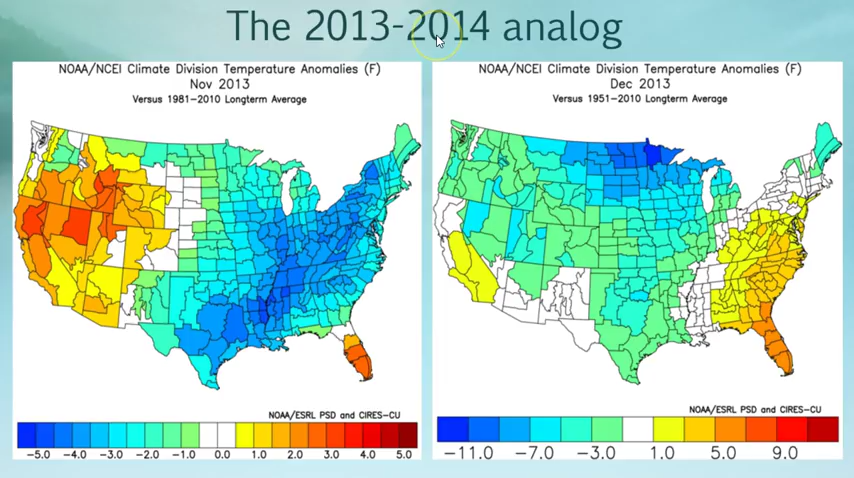 The 2013-2014 analog
NOAA/NCEI Climate Division Temperature Anomalies (F)
Nov 2013
Versus 1981-2010 Longterm Average
NOAA/ESRL PSD and CIRES-CU
-5.0 -4.0 -3.0 -2.0 -1.0 0.0 1.0 2.0 3.0 4.0 5.0
NOAA/NCEI Climate Division Temperature Anomalies (F)
Dec 2013
Versus 1951-2010 Longterm Average
NOAA/ESRL PSD and CIRES-CU
-11.0 -7.0 -3.0 1.0 5.0 9.0